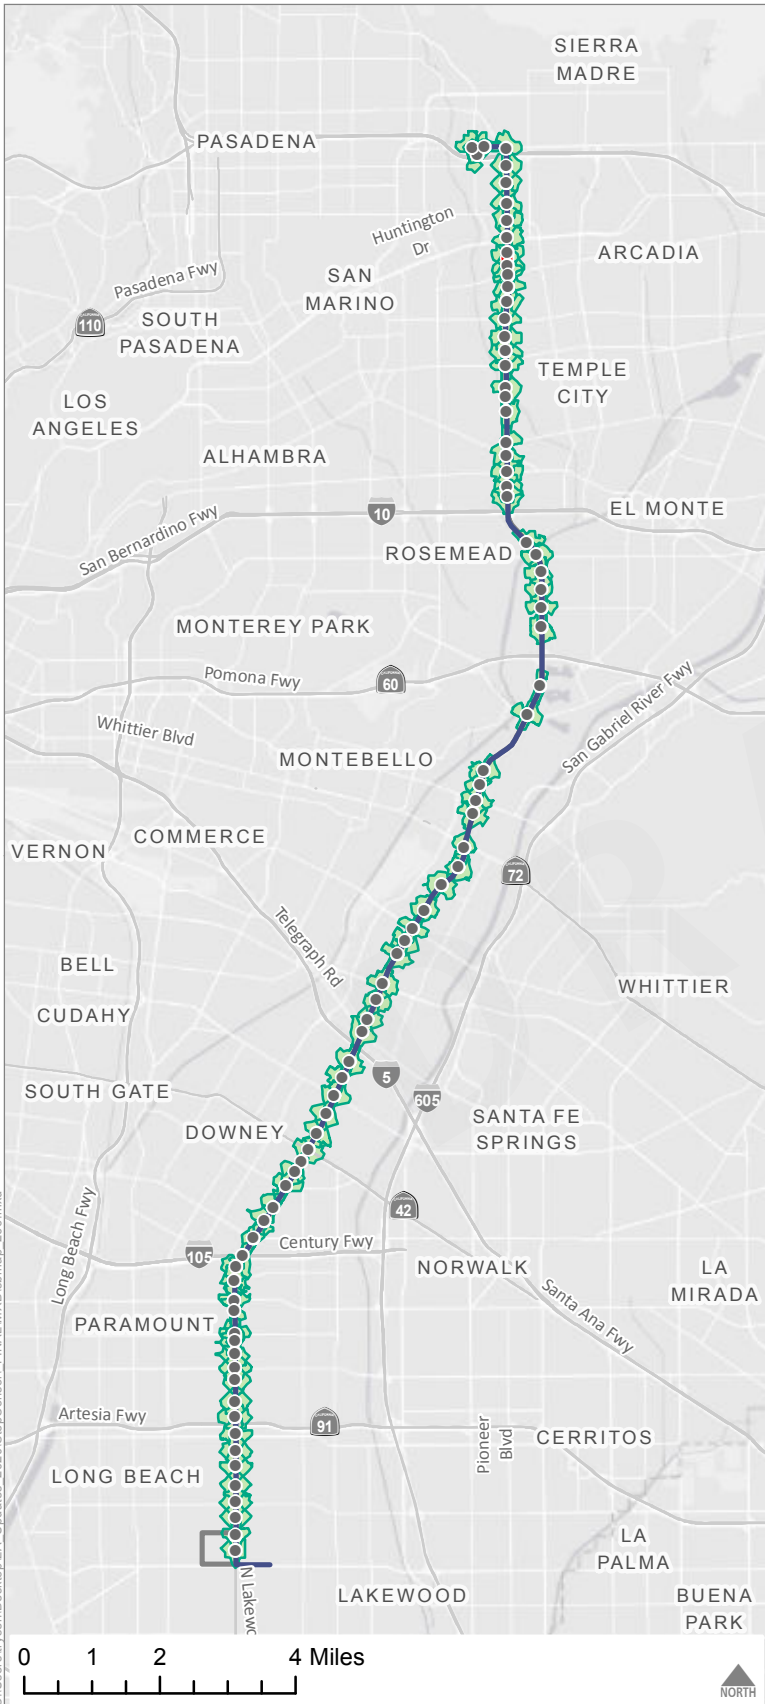 SIERRA
MADRE
PASADENA
Huntington
Dr
ARCADIA
SAN
MARINO
Pasadena Fwy
110
SOUTH
PASADENA
TEMPLE
CITY
LOS
ANGELES
ALHAMBRA
10
EL MONTE
San Bernardino Fwy
ROSEMEAD
MONTEREY PARK
Pomona Fwy
60
San Gabriel River Fwy
Whittier Blvd
MONTEBELLO
COMMERCE
VERNON
72
Telegraph Rd
BELL
WHITTIER
CUDAHY
5
SOUTH GATE
605
DOWNEY
SANTA FE
SPRINGS
42
Long Beach Fwy
Century Fwy
105
NORWALK
LA
MIRADA
Santa Ana Fwy
PARAMOUNT
Artesia Fwy
91
Pioneer
Blvd
CERRITOS
LONG BEACH
LA
PALMA
N Lakewo
LAKEWOOD
BUENA
PARK
0 1 2 4 Miles
NORTH